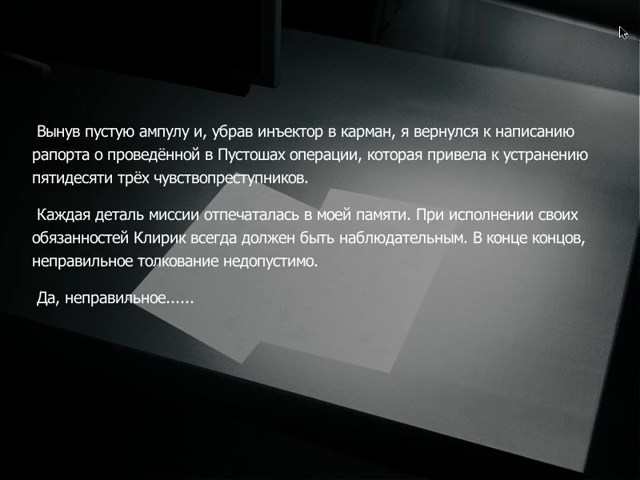 Вынув пустую ампулу и, убрав инъектор в карман, я вернулся к написанию
рапорта о проведённой в Пустошах операции, которая привела к устранению
пятидесяти трёх чувствопреступников.
Каждая деталь миссии отпечаталась в моей памяти. При исполнении своих
обязанностей Клирик всегда должен быть наблюдательным. В конце концов,
неправильное толкование недопустимо.
Да, неправильное......